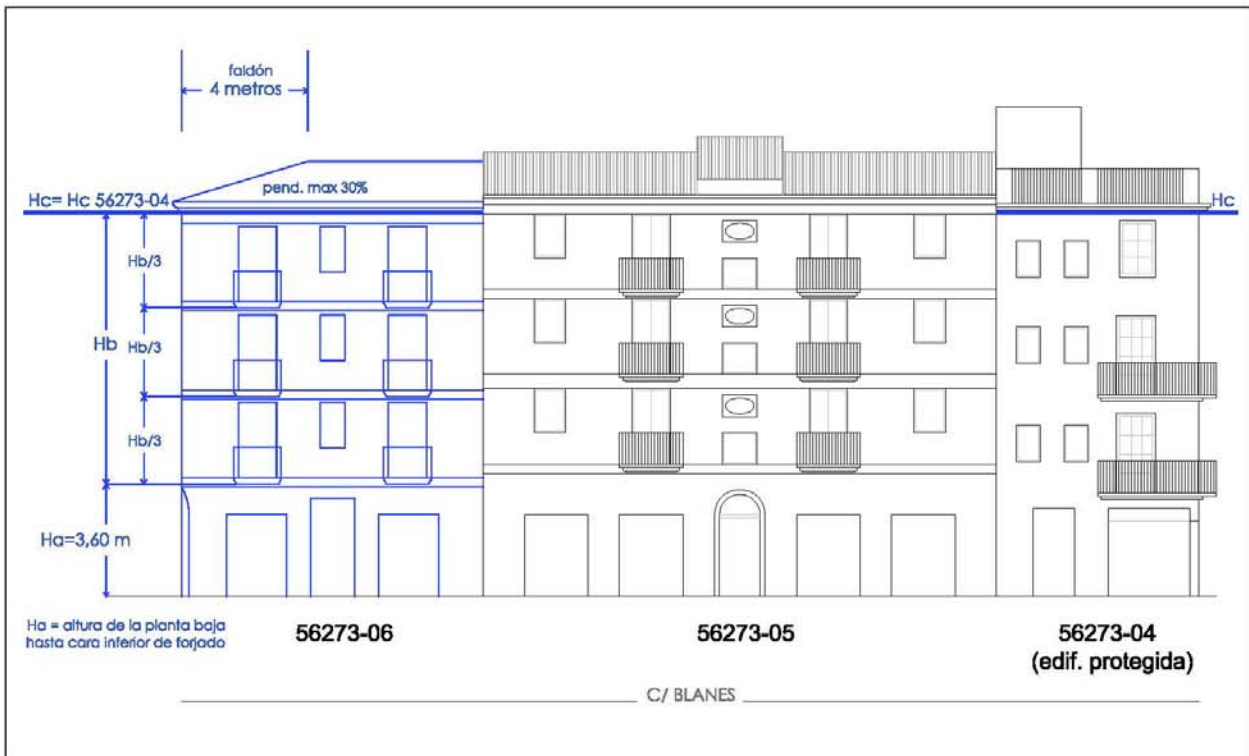 faldón
4 metros
pend. max 30%
Hc= Hc 56273-04
Hc
Hb/3
Hb
Hb/3
Hb/3
Ha=3,60 m
Ha = altura de la planta baja
hasta cara inferior de forjado
56273-06
56273-05
56273-04
(edif. protegida)
C/ BLANES